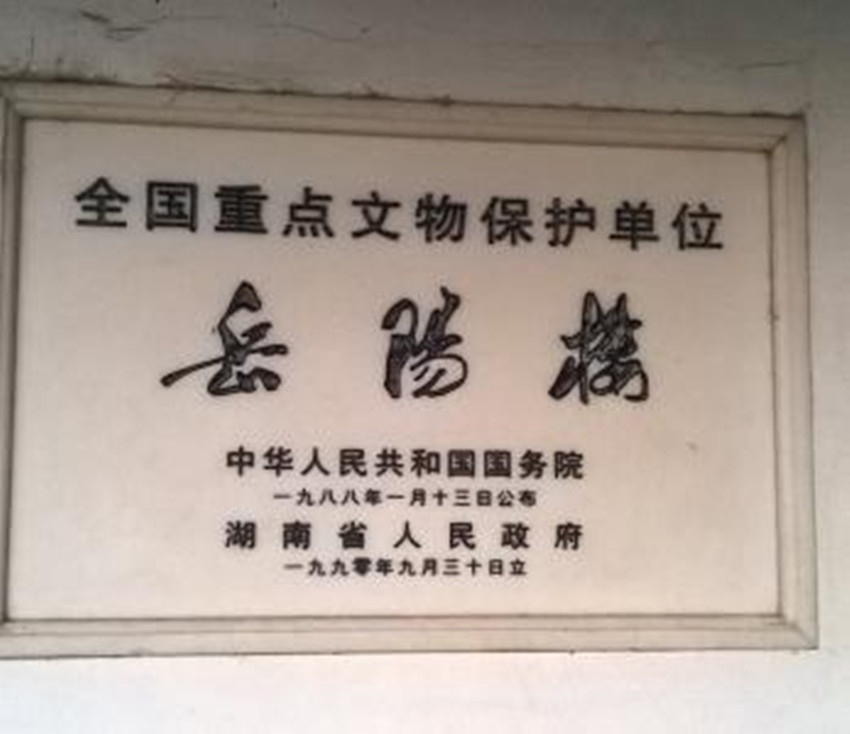 全国重点文物保护单位
岳陽楼
中华人民共和国国务院
一九八八年一月十三日公布
湖南省人民政府
一九九零年九月三十日立